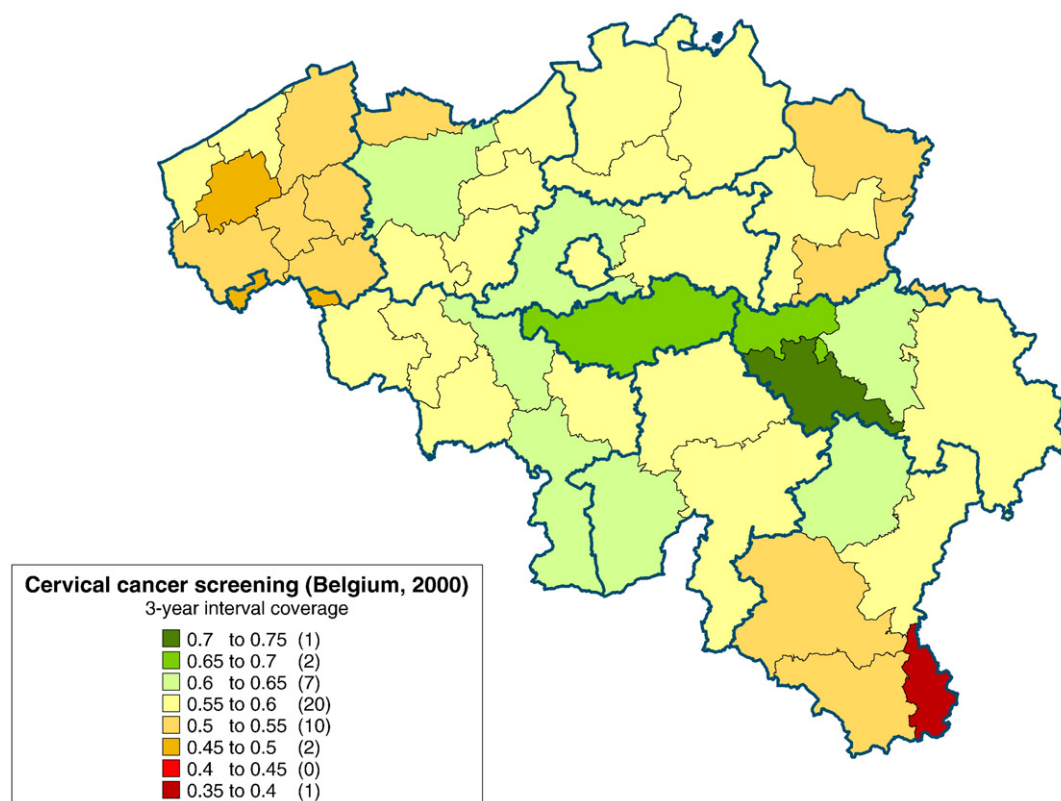 Cervical cancer screening (Belgium, 2000)
3-year interval coverage
0.7 to 0.75 (1)
0.65 to 0.7 (2)
0.6 to 0.65 (7)
0.55 to 0.6 (20)
0.5 to 0.55 (10)
0.45 to 0.5 (2)
0.4 to 0.45 (0)
0.35 to 0.4 (1)